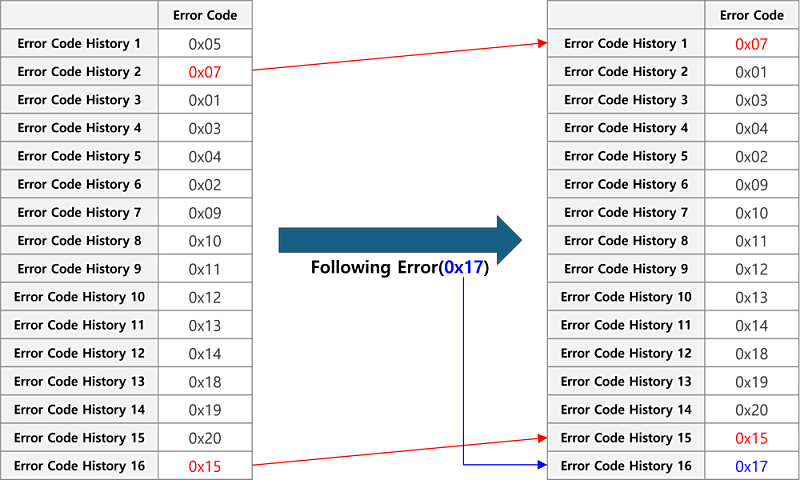 Error Code Error Code
Error Code History 1 0x05 Error Code History 1 0x07
Error Code History 2 0x07 Error Code History 2 0x01
Error Code History 3 0x01 Error Code History 3 0x03
Error Code History 4 0x03 Error Code History 4 0x04
Error Code History 5 0x04 Error Code History 5 0x02
Error Code History 6 0x02 Error Code History 6 0x09
Error Code History 7 0x09 Error Code History 7 0x10
Error Code History 8 0x10 Error Code History 8 0x11
Error Code History 9 0x11 Following Error(0x17) Error Code History 9 0x12
Error Code History 10 0x12 Error Code History 10 0x13
Error Code History 11 0x13 Error Code History 11 0x14
Error Code History 12 0x14 Error Code History 12 0x18
Error Code History 13 0x18 Error Code History 13 0x19
Error Code History 14 0x19 Error Code History 14 0x20
Error Code History 15 0x20 Error Code History 15 0x15
Error Code History 16 0x15 Error Code History 16 0x17